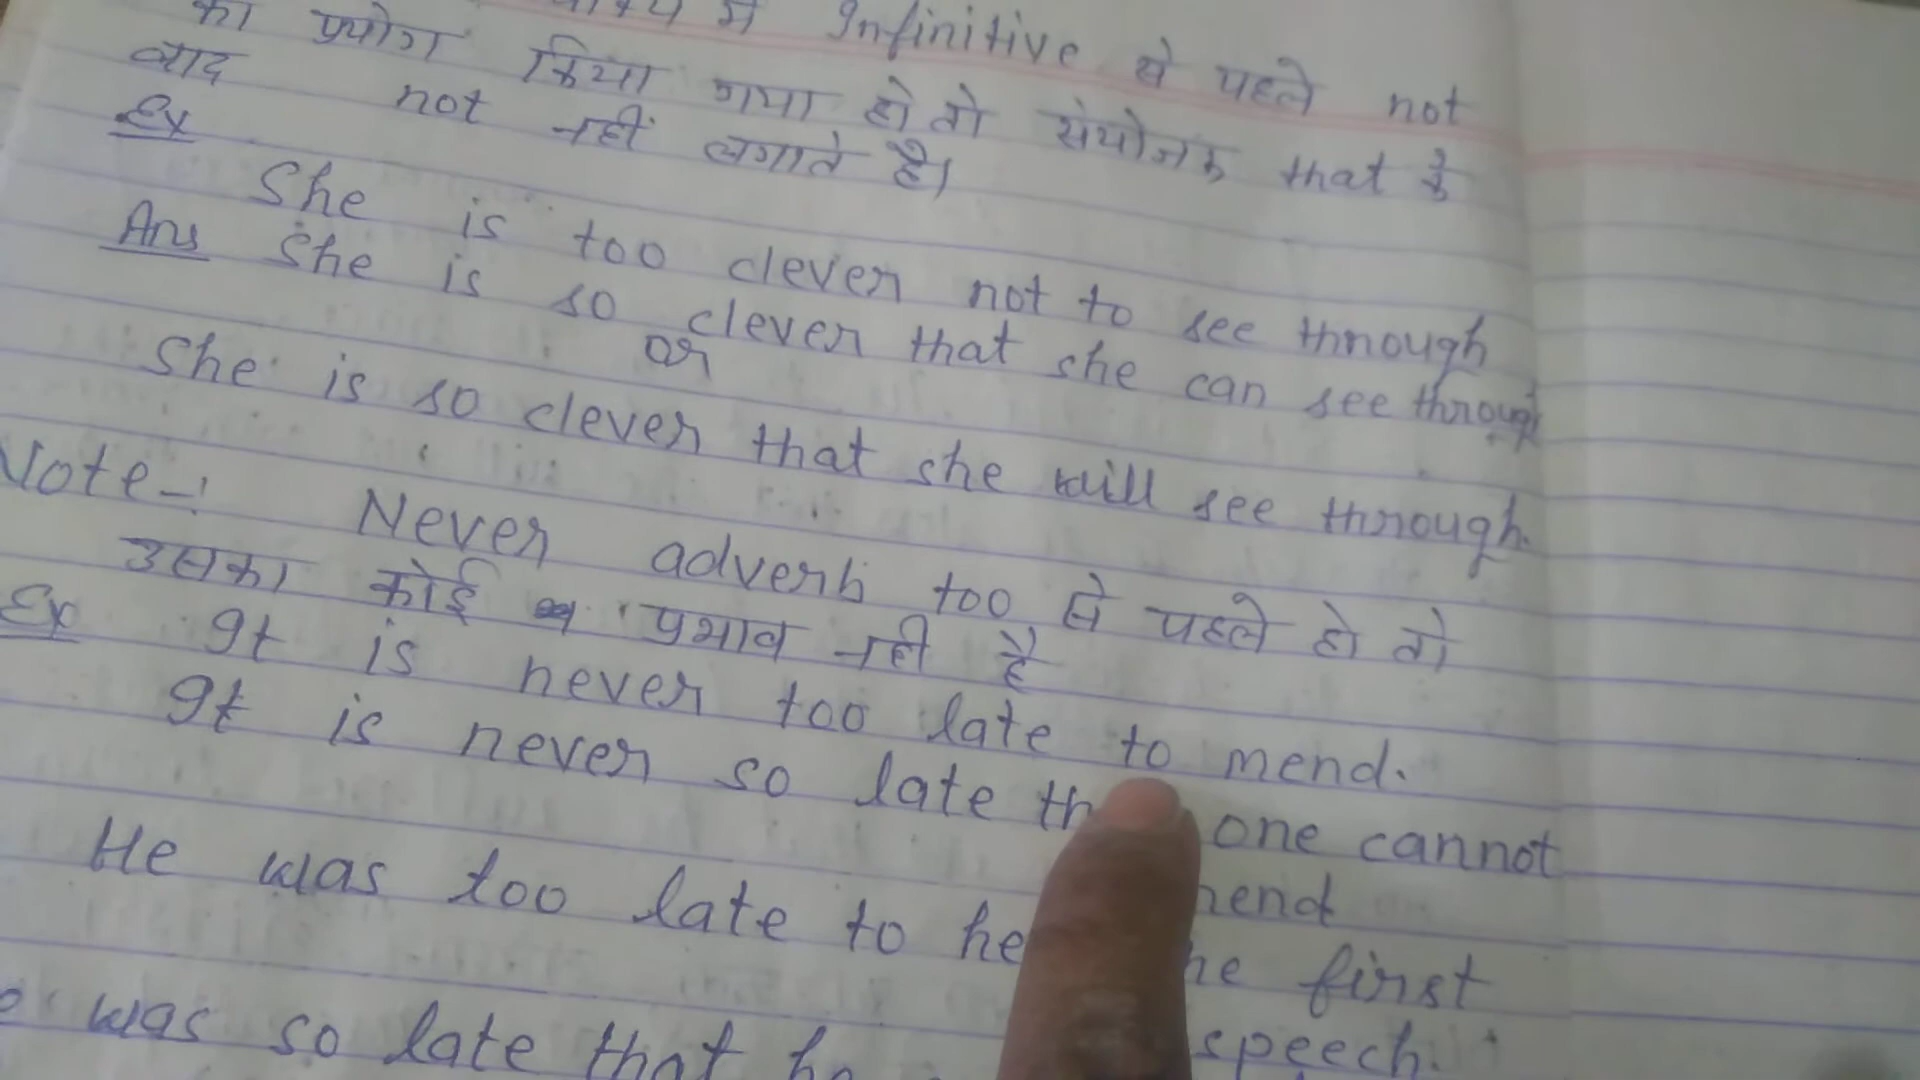 में Infinitive से पहले not
का प्रयोग किया गया हो तो संयोजक that के
बाद not नहीं लगाते है।
Ex She is too clever not to see through
Ans She is so clever that she can see through
or
She is so clever that she will see through.
Note-! Never adverb too से पहले हो तो
उसका कोई प्रभाव नही है
Ex It is never too late to mend.
It is never so late one cannot
He was too late to first
was so late that speech.